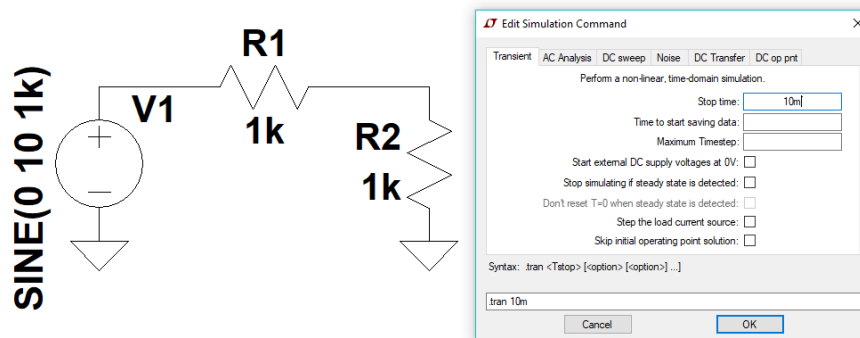 SINE(0 10 1k)
V1
R1
1k
R2
1k
Edit Simulation Command
Transient AC Analysis DC sweep Noise DC Transfer DC op pnt
Perform a non-linear, time-domain simulation.
Stop time: 10m
Time to start saving data:
Maximum Timestep:
Start external DC supply voltages at 0V:
Stop simulating if steady state is detected:
Don't reset T=0 when steady state is detected:
Step the load current source:
Skip initial operating point solution:
Syntax: .tran <Tstop> [<option> [<option>] ...]
.tran 10m
Cancel OK